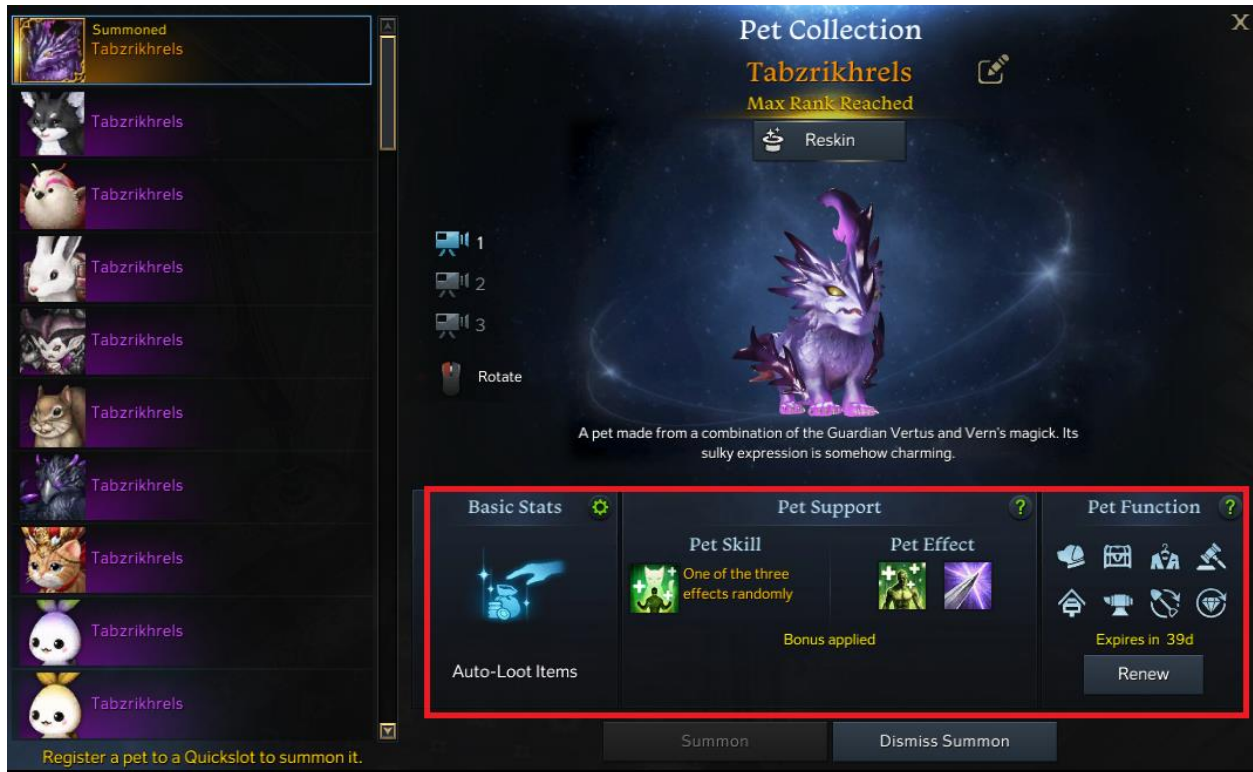 Summoned
Tabzrikhrels
Tabzrikhrels
Tabzrikhrels
Tabzrikhrels
Tabzrikhrels
Tabzrikhrels
Tabzrikhrels
Tabzrikhrels
Tabzrikhrels
Tabzrikhrels
Register a pet to a Quickslot to summon it.
X
Pet Collection
Tabzrikhrels
Max Rank Reached
Reskin
1
2
3
Rotate
A pet made from a combination of the Guardian Vertus and Vern's magick. Its
sulky expression is somehow charming.
Basic Stats
Auto-Loot Items
Pet Support ?
Pet Skill
One of the three
effects randomly
Pet Effect
Bonus applied
Pet Function ?
Expires in 39d
Renew
Summon
Dismiss Summon